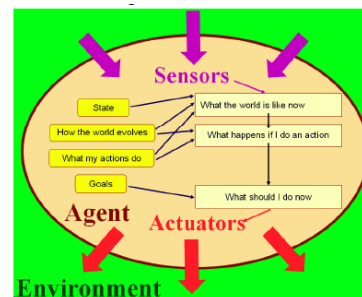 Sensors
State
What the world is like now
How the world evolves
What happens if I do an action
What my actions do
Goals
What should I do now
Agent
Actuators
Environment